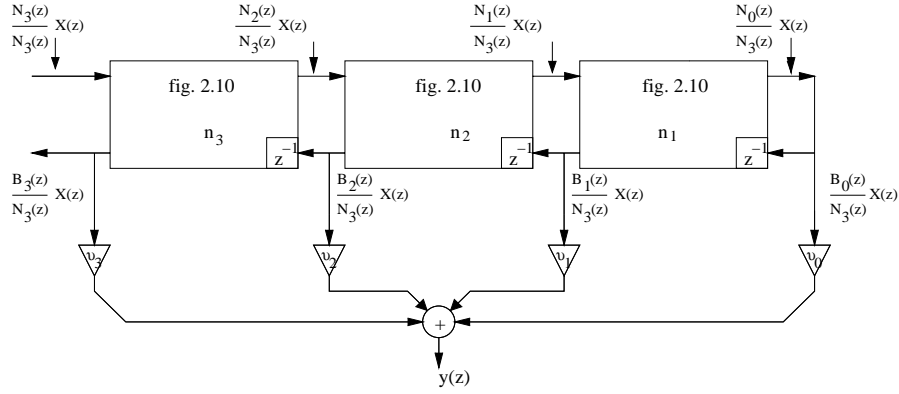 N3(z) N2(z) N1(z) N0(z)
X(z) X(z) X(z) X(z)
N3(z) N3(z) N3(z) N3(z)
fig. 2.10 fig. 2.10 fig. 2.10
n3 n2 n1
z−1 z−1 z−1
B3(z) B2(z) B1(z) B0(z)
X(z) X(z) X(z) X(z)
N3(z) N3(z) N3(z) N3(z)
υ3 υ2 υ1 υ0
+
y(z)